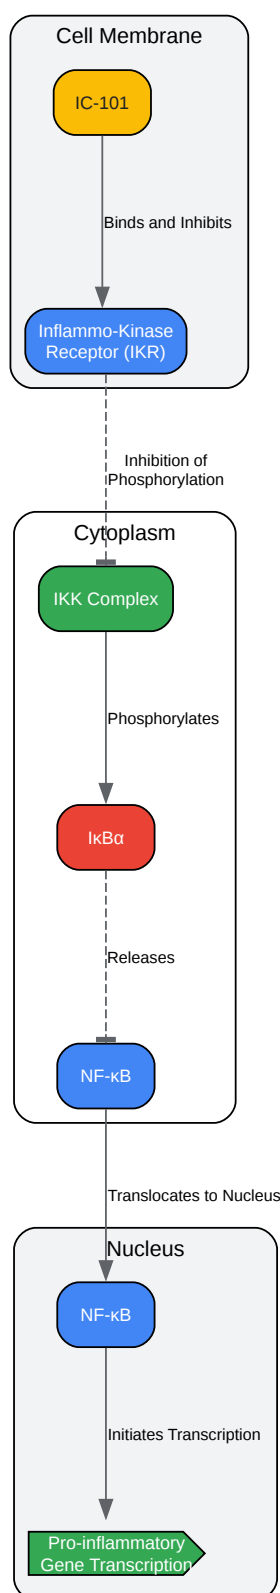 Cell Membrane
IC-101
Binds and Inhibits
Inflammo-Kinase
Receptor (IKR)
Inhibition of
Phosphorylation
Cytoplasm
IKK Complex
Phosphorylates
IκBα
Releases
NF-κB
Translocates to Nucleus
Nucleus
NF-κB
Initiates Transcription
Pro-inflammatory
Gene Transcription